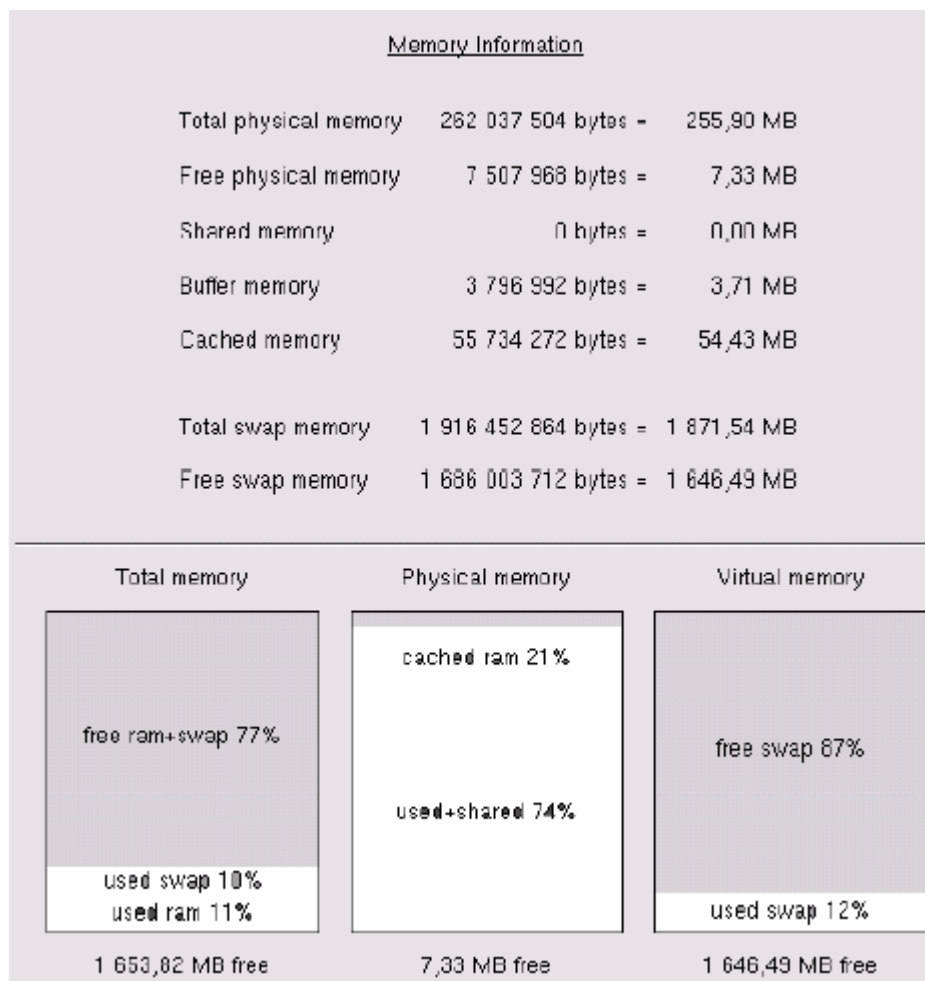 Memory Information
Total physical memory 262 037 504 bytes = 255,90 MB
Free physical memory 7 507 968 bytes = 7,33 MB
Shared memory 0 bytes = 0,00 MB
Buffer memory 3 796 992 bytes = 3,71 MB
Cached memory 55 734 272 bytes = 54,43 MB
Total swap memory 1 916 452 864 bytes = 1 871,54 MB
Free swap memory 1 686 003 712 bytes = 1 646,49 MB
Total memory Physical memory Virtual memory
cached ram 21%
free ram+swap 77%
free swap 87%
used+shared 74%
used swap 10%
used ram 11%
used swap 12%
1 653,82 MB free 7,33 MB free 1 646,49 MB free